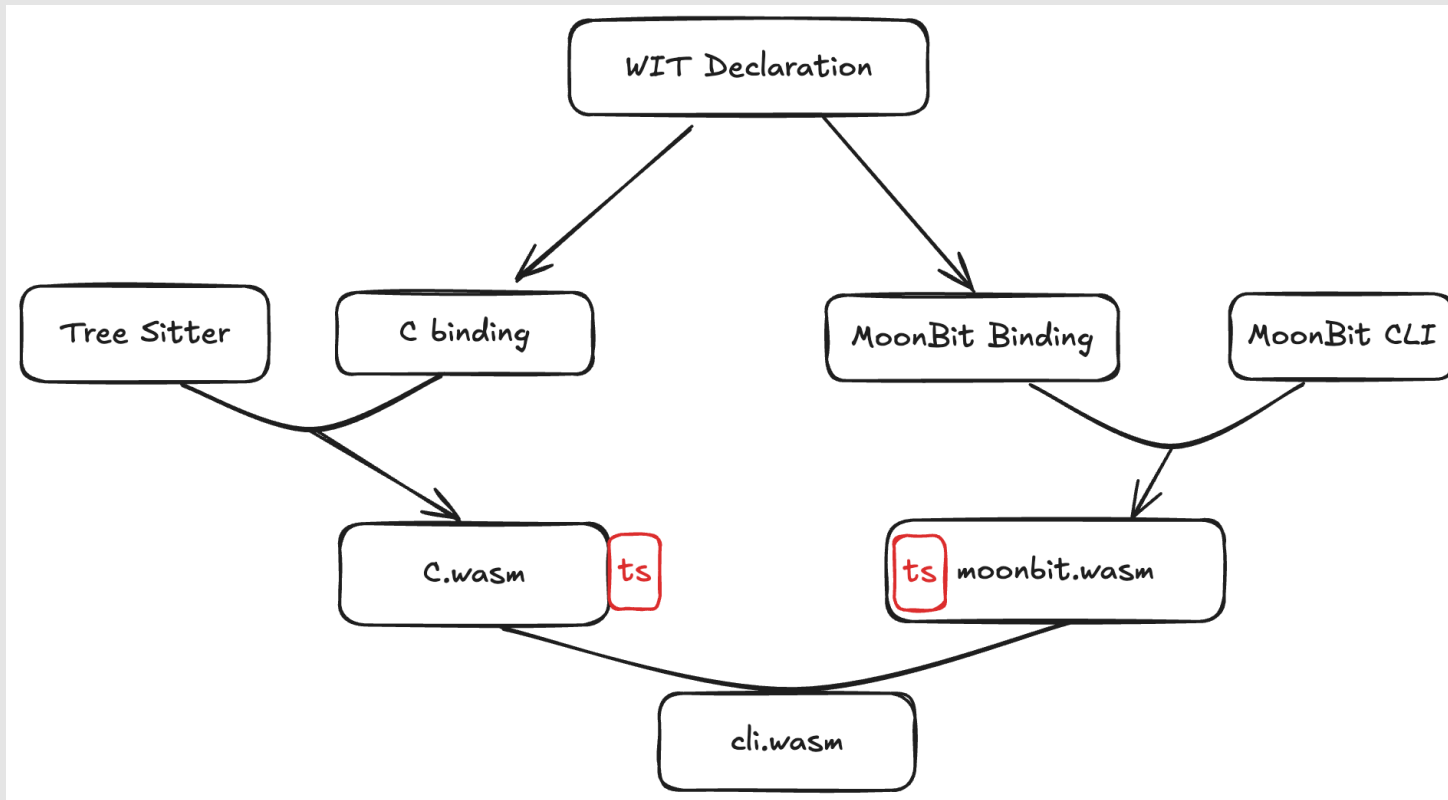 WIT Declaration
Tree Sitter
C binding
MoonBit Binding
MoonBit CLI
C.wasm
ts
ts
moonbit.wasm
cli.wasm